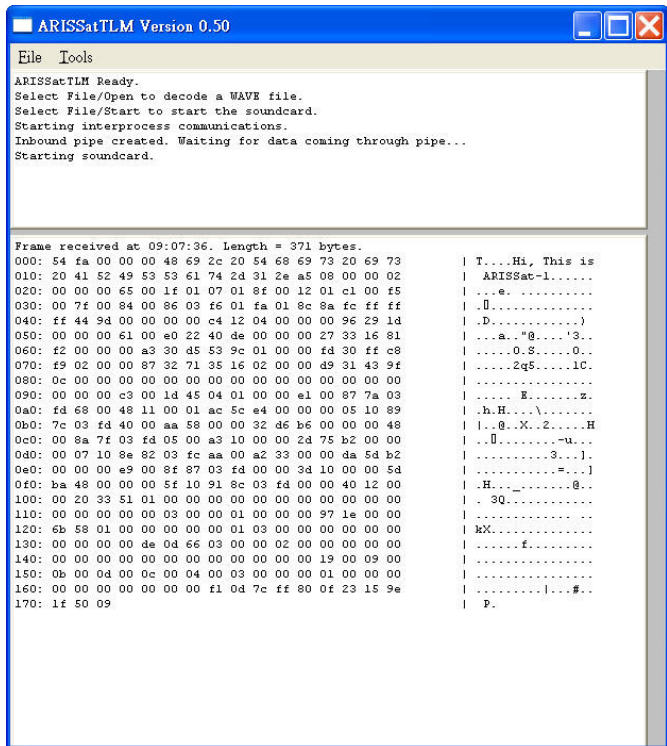 ARISSatTLM Version 0.50
File Tools
ARISSatTLM Ready.
Select File/Open to decode a WAVE file.
Select File/Start to start the soundcard.
Starting interprocess communications.
Inbound pipe created. Waiting for data coming through pipe...
Starting soundcard.
Frame received at 09:07:36. Length = 371 bytes.
000: 54 fa 00 00 00 48 69 2c 20 54 68 69 73 20 69 73 | T....Hi, This is
010: 20 41 52 49 53 53 61 74 2d 31 2e a5 08 00 00 02 | ARISSat-1......
020: 00 00 00 65 00 1f 01 07 01 8f 00 12 01 c1 00 f5 | ...e. ...........
030: 00 7f 00 84 00 86 03 f6 01 fa 01 8c 8a fc ff ff | .▯..............
040: ff 44 9d 00 00 00 00 c4 12 04 00 00 00 96 29 1d | .D............)
050: 00 00 00 61 00 e0 22 40 de 00 00 00 27 33 16 81 | ...a.."@....'3..
060: f2 00 00 00 a3 30 d5 53 9c 01 00 00 fd 30 ff c8 | .....0.S.....0..
070: f9 02 00 00 87 32 71 35 16 02 00 00 d9 31 43 9f | .....2q5.....1C.
080: 0c 00 00 00 00 00 00 00 00 00 00 00 00 00 00 00 | ................
090: 00 00 00 c3 00 1d 45 04 01 00 00 e1 00 87 7a 03 | ..... E.......z.
0a0: fd 68 00 48 11 00 01 ac 5c e4 00 00 00 05 10 89 | .h.H....\.......
0b0: 7c 03 fd 40 00 aa 58 00 00 32 d6 b6 00 00 00 48 | |..@..X..2.....H
0c0: 00 8a 7f 03 fd 05 00 a3 10 00 00 2d 75 b2 00 00 | ..▯........-u...
0d0: 00 07 10 8e 82 03 fc aa 00 a2 33 00 00 da 5d b2 | ..........3...].
0e0: 00 00 00 e9 00 8f 87 03 fd 00 00 3d 10 00 00 5d | ...........=...]
0f0: ba 48 00 00 00 5f 10 91 8c 03 fd 00 00 40 12 00 | .H..._.......@..
100: 00 20 33 51 01 00 00 00 00 00 00 00 00 00 00 00 | . 3Q............
110: 00 00 00 00 00 03 00 00 01 00 00 00 97 1e 00 00 | .............. ..
120: 6b 58 01 00 00 00 00 00 01 03 00 00 00 00 00 00 | kX..............
130: 00 00 00 00 de 0d 66 03 00 00 02 00 00 00 00 00 | ......f.........
140: 00 00 00 00 00 00 00 00 00 00 00 00 19 00 09 00 | ................
150: 0b 00 0d 00 0c 00 04 00 03 00 00 00 01 00 00 00 | ................
160: 00 00 00 00 00 00 00 f1 0d 7c ff 80 0f 23 15 9e | .........|...#..
170: 1f 50 09 | P.